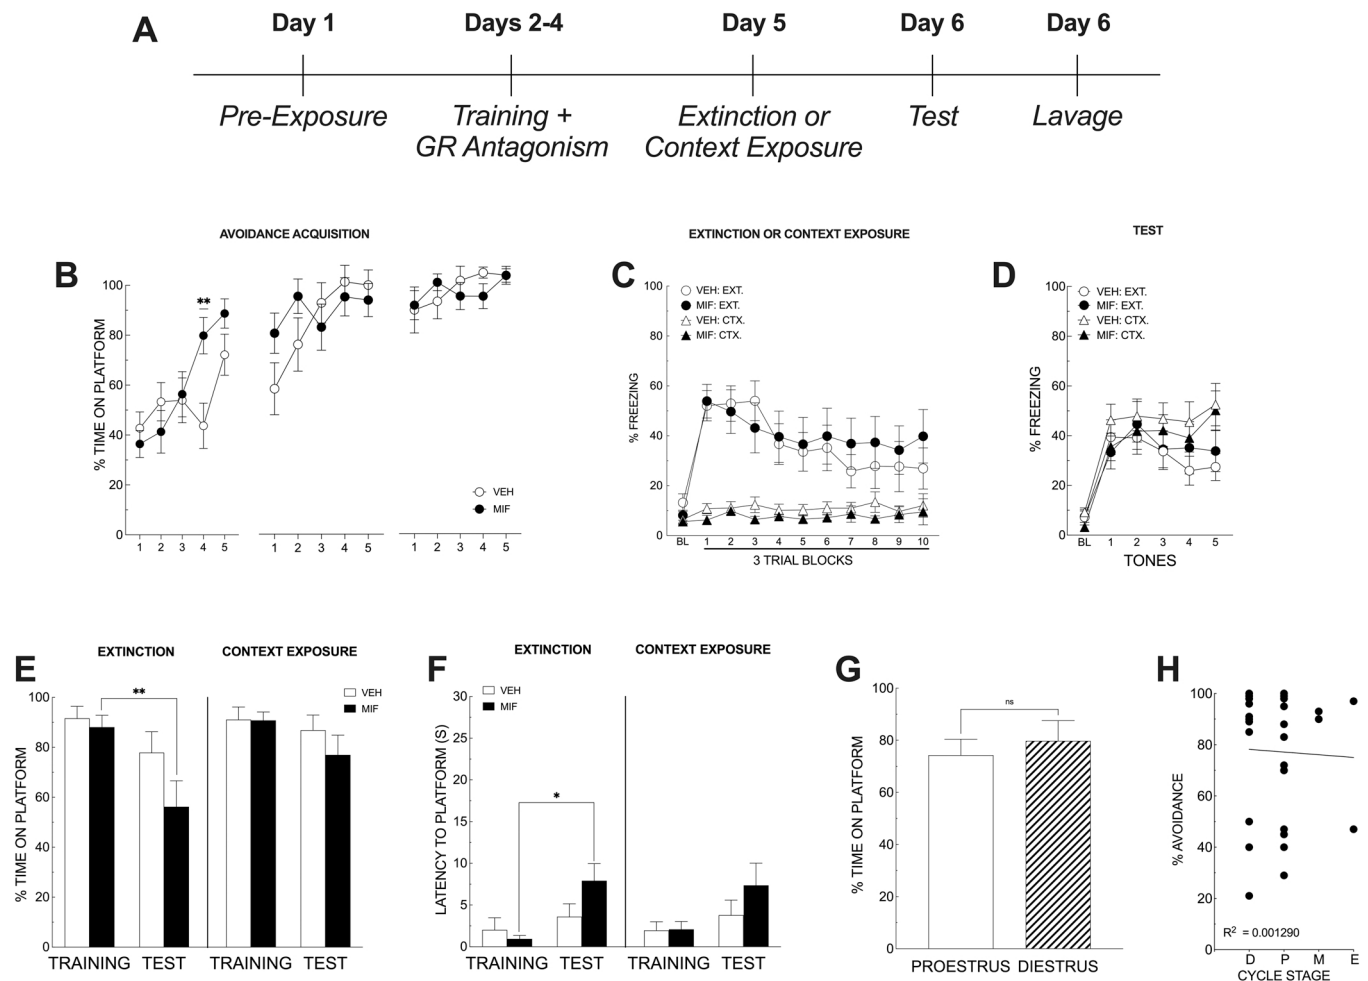 A
Day 1
Days 2-4
Day 5
Day 6
Day 6
Pre-Exposure
Training +
GR Antagonism
Extinction or
Context Exposure
Test
Lavage
AVOIDANCE ACQUISITION
B
% TIME ON PLATFORM
100
80
60
40
20
0
**
VEH
MIF
1 2 3 4 5
1 2 3 4 5
1 2 3 4 5
EXTINCTION OR CONTEXT EXPOSURE
C
VEH: EXT.
MIF: EXT.
VEH: CTX.
MIF: CTX.
% FREEZING
100
80
60
40
20
0
BL 1 2 3 4 5 6 7 8 9 10
3 TRIAL BLOCKS
TEST
D
VEH: EXT.
MIF: EXT.
VEH: CTX.
MIF: CTX.
% FREEZING
100
80
60
40
20
0
BL 1 2 3 4 5
TONES
E
EXTINCTION
CONTEXT EXPOSURE
**
VEH
MIF
% TIME ON PLATFORM
100
80
60
40
20
0
TRAINING TEST TRAINING TEST
F
EXTINCTION
CONTEXT EXPOSURE
VEH
MIF
*
LATENCY TO PLATFORM (S)
30
25
20
15
10
5
0
TRAINING TEST TRAINING TEST
G
ns
% TIME ON PLATFORM
100
80
60
40
20
0
PROESTRUS DIESTRUS
H
% AVOIDANCE
100
80
60
40
20
0
R2 = 0.001290
D P M E
CYCLE STAGE